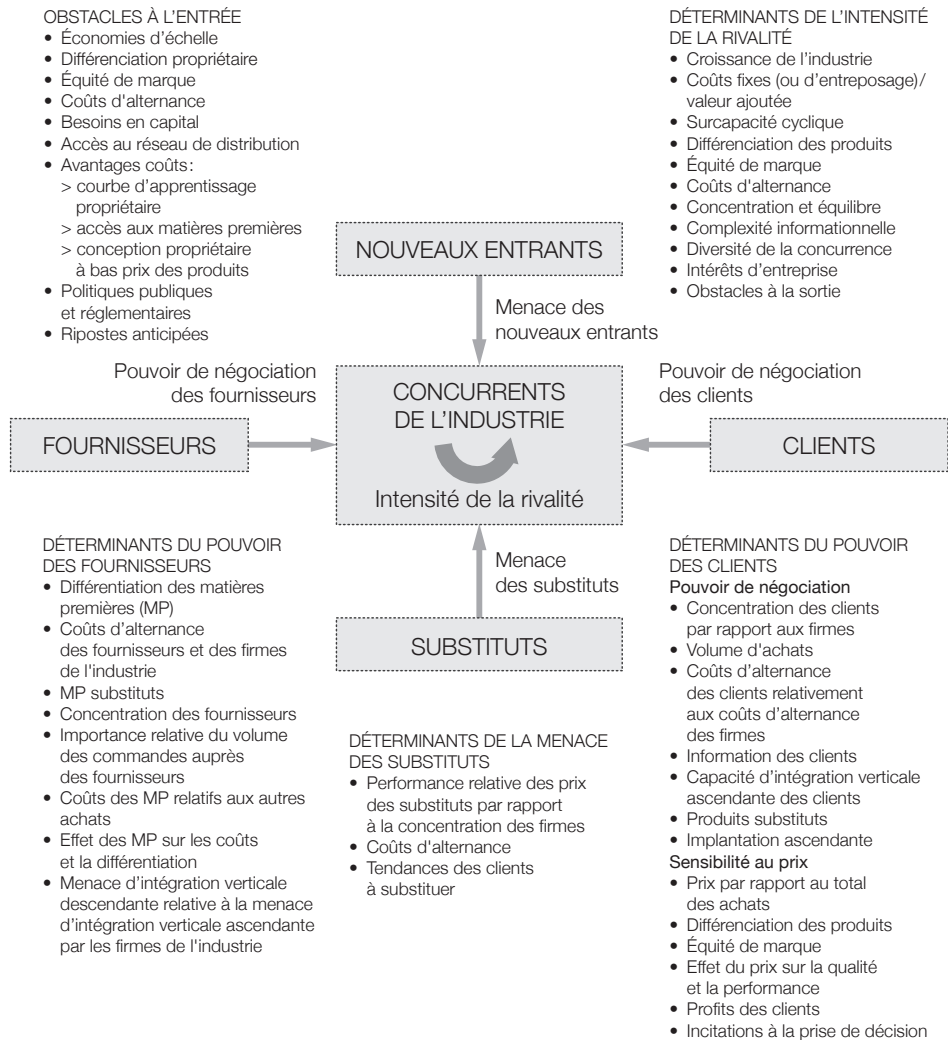 OBSTACLES À L'ENTRÉE
• Économies d'échelle
• Différenciation propriétaire
• Équité de marque
• Coûts d'alternance
• Besoins en capital
• Accès au réseau de distribution
• Avantages coûts:
> courbe d'apprentissage
propriétaire
> accès aux matières premières
> conception propriétaire
à bas prix des produits
• Politiques publiques
et réglementaires
• Ripostes anticipées
DÉTERMINANTS DE L'INTENSITÉ
DE LA RIVALITÉ
• Croissance de l'industrie
• Coûts fixes (ou d'entreposage)/
valeur ajoutée
• Surcapacité cyclique
• Différenciation des produits
• Équité de marque
• Coûts d'alternance
• Concentration et équilibre
• Complexité informationnelle
• Diversité de la concurrence
• Intérêts d'entreprise
• Obstacles à la sortie
NOUVEAUX ENTRANTS
Menace des
nouveaux entrants
Pouvoir de négociation
des fournisseurs
FOURNISSEURS
CONCURRENTS
DE L'INDUSTRIE
Intensité de la rivalité
Pouvoir de négociation
des clients
CLIENTS
Menace
des substituts
SUBSTITUTS
DÉTERMINANTS DU POUVOIR
DES FOURNISSEURS
• Différentiation des matières
premières (MP)
• Coûts d'alternance
des fournisseurs et des firmes
de l'industrie
• MP substituts
• Concentration des fournisseurs
• Importance relative du volume
des commandes auprès
des fournisseurs
• Coûts des MP relatifs aux autres
achats
• Effet des MP sur les coûts
et la différentiation
• Menace d'intégration verticale
descendante relative à la menace
d'intégration verticale ascendante
par les firmes de l'industrie
DÉTERMINANTS DE LA MENACE
DES SUBSTITUTS
• Performance relative des prix
des substituts par rapport
à la concentration des firmes
• Coûts d'alternance
• Tendances des clients
à substituer
DÉTERMINANTS DU POUVOIR
DES CLIENTS
Pouvoir de négociation
• Concentration des clients
par rapport aux firmes
• Volume d'achats
• Coûts d'alternance
des clients relativement
aux coûts d'alternance
des firmes
• Information des clients
• Capacité d'intégration verticale
ascendante des clients
• Produits substituts
• Implantation ascendante
Sensibilité au prix
• Prix par rapport au total
des achats
• Différenciation des produits
• Équité de marque
• Effet du prix sur la qualité
et la performance
• Profits des clients
• Incitations à la prise de décision